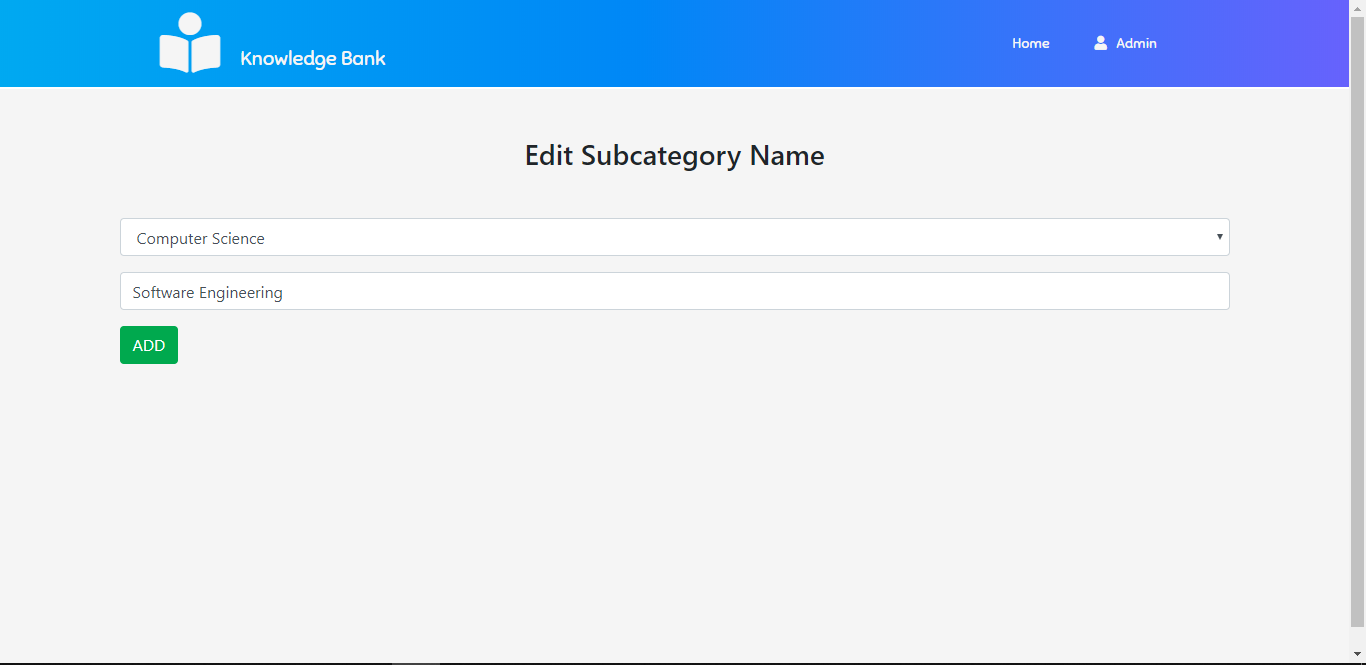 Knowledge Bank
Home
Admin
Edit Subcategory Name
Computer Science
Software Engineering
ADD